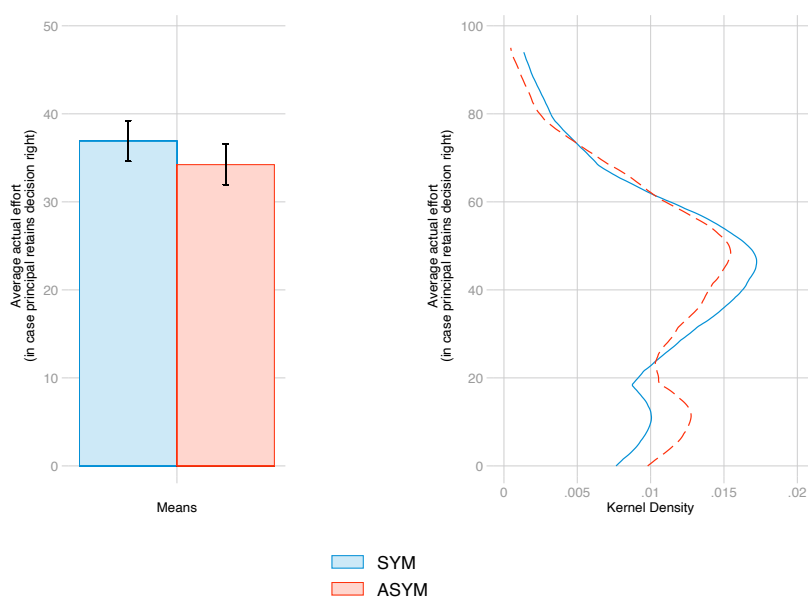 Average actual effort
(in case principal retains decision right)
50
40
30
20
10
0
Means
Average actual effort
(in case principal retains decision right)
100
80
60
40
20
0
0 .005 .01 .015 .02
Kernel Density
SYM
ASYM